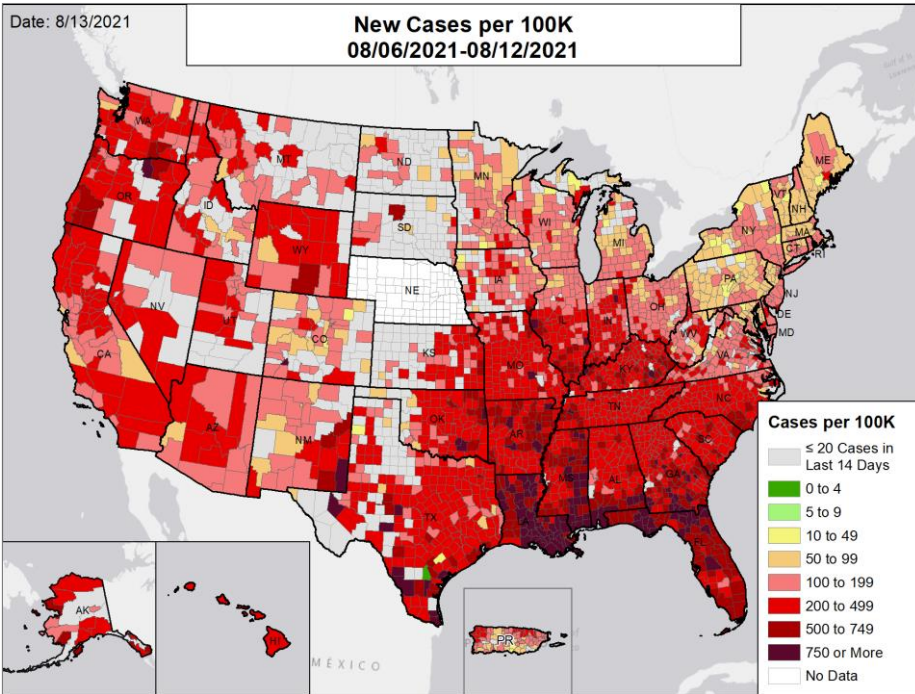 Date: 8/13/2021
New Cases per 100K
08/06/2021-08/12/2021
WA
MT
ND
MN
ME
OR
ID
WY
SD
WI
MI
NY
VT
NH
MA
CT
RI
NV
UT
CO
NE
IA
IL
IN
OH
PA
NJ
DE
MD
CA
KS
MO
KY
WV
VA
AZ
NM
OK
AR
TN
NC
SC
TX
LA
MS
AL
GA
FL
AK
HI
PR
MÉXICO
Cases per 100K
≤ 20 Cases in
Last 14 Days
0 to 4
5 to 9
10 to 49
50 to 99
100 to 199
200 to 499
500 to 749
750 or More
No Data